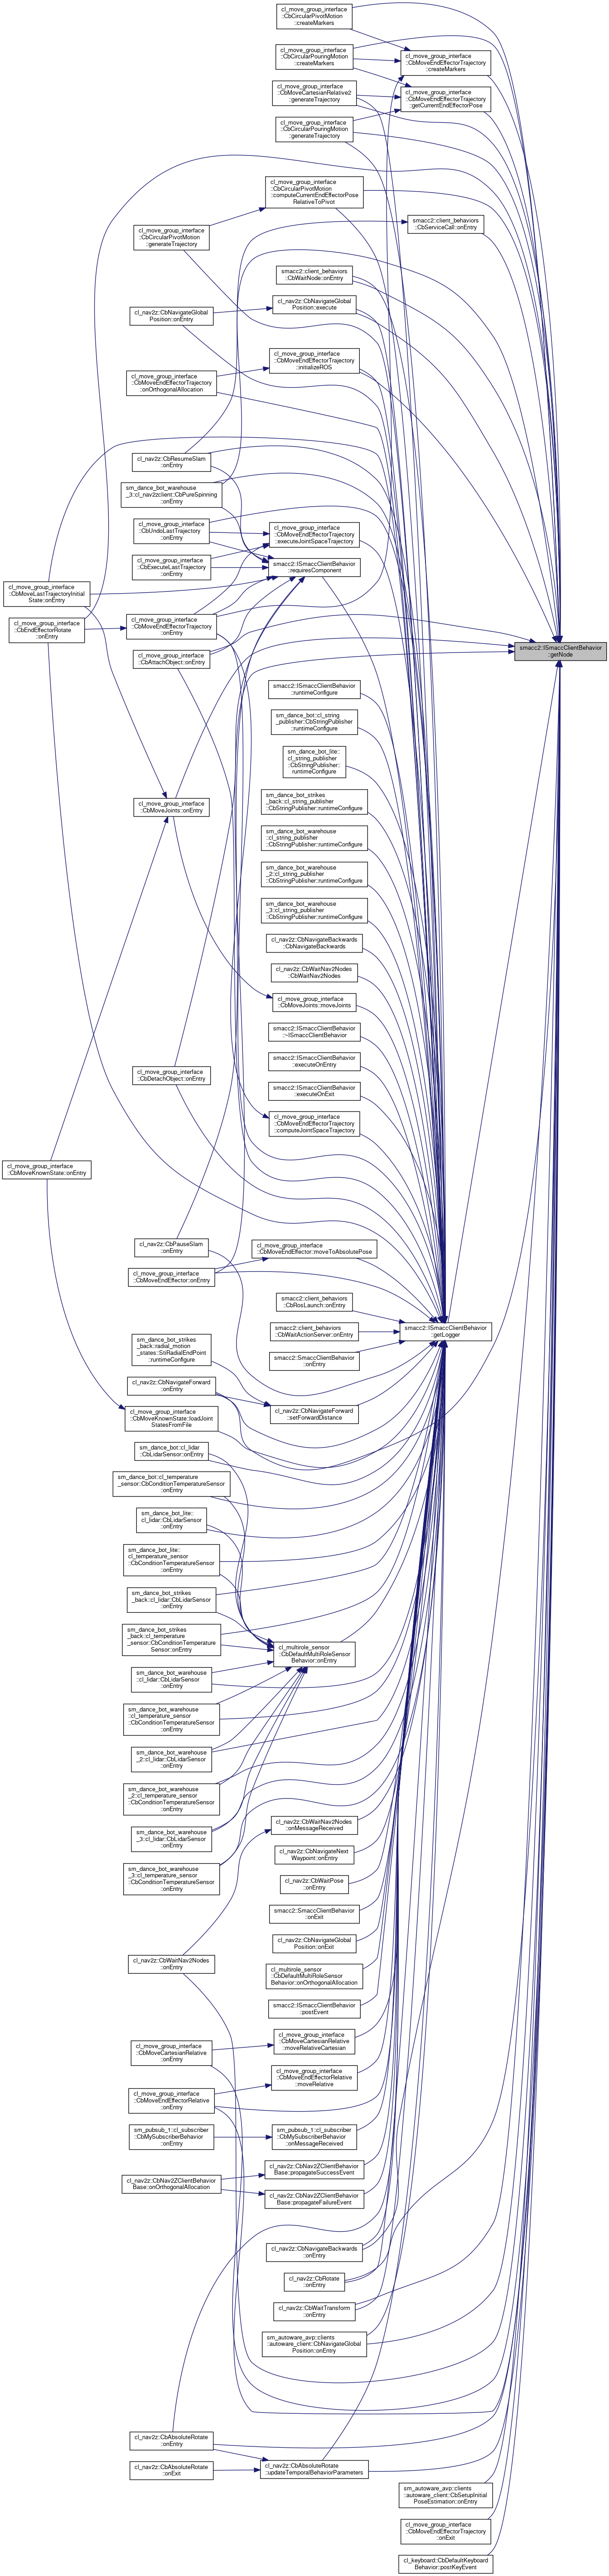 cl_move_group_interface
::CbCircularPivotMotion
::createMarkers
cl_move_group_interface
::CbCircularPouringMotion
::createMarkers
cl_move_group_interface
::CbMoveEndEffectorTrajectory
::createMarkers
cl_move_group_interface
::CbMoveCartesianRelative2
::generateTrajectory
cl_move_group_interface
::CbMoveEndEffectorTrajectory
::getCurrentEndEffectorPose
cl_move_group_interface
::CbCircularPouringMotion
::generateTrajectory
cl_move_group_interface
::CbCircularPivotMotion
::computeCurrentEndEffectorPose
RelativeToPivot
smacc2::client_behaviors
::CbServiceCall::onEntry
cl_move_group_interface
::CbCircularPivotMotion
::generateTrajectory
smacc2::client_behaviors
::CbWaitNode::onEntry
cl_nav2z::CbNavigateGlobal
Position::execute
cl_nav2z::CbNavigateGlobal
Position::onEntry
cl_move_group_interface
::CbMoveEndEffectorTrajectory
::initializeROS
cl_move_group_interface
::CbMoveEndEffectorTrajectory
::onOrthogonalAllocation
cl_nav2z::CbResumeSlam
::onEntry
sm_dance_bot_warehouse
_3::cl_nav2zclient::CbPureSpinning
::onEntry
cl_move_group_interface
::CbUndoLastTrajectory
::onEntry
cl_move_group_interface
::CbMoveEndEffectorTrajectory
::executeJointSpaceTrajectory
cl_move_group_interface
::CbExecuteLastTrajectory
::onEntry
smacc2::ISmaccClientBehavior
::requiresComponent
cl_move_group_interface
::CbMoveLastTrajectoryInitial
State::onEntry
cl_move_group_interface
::CbEndEffectorRotate
::onEntry
cl_move_group_interface
::CbMoveEndEffectorTrajectory
::onEntry
cl_move_group_interface
::CbAttachObject::onEntry
smacc2::ISmaccClientBehavior
::getNode
smacc2::ISmaccClientBehavior
::runtimeConfigure
sm_dance_bot::cl_string
_publisher::CbStringPublisher
::runtimeConfigure
sm_dance_bot_lite::
cl_string_publisher
::CbStringPublisher::
runtimeConfigure
cl_move_group_interface
::CbMoveJoints::onEntry
sm_dance_bot_strikes
_back::cl_string_publisher
::CbStringPublisher::runtimeConfigure
sm_dance_bot_warehouse
::cl_string_publisher
::CbStringPublisher::runtimeConfigure
sm_dance_bot_warehouse
_2::cl_string_publisher
::CbStringPublisher::runtimeConfigure
sm_dance_bot_warehouse
_3::cl_string_publisher
::CbStringPublisher::runtimeConfigure
cl_nav2z::CbNavigateBackwards
::CbNavigateBackwards
cl_nav2z::CbWaitNav2Nodes
::CbWaitNav2Nodes
cl_move_group_interface
::CbMoveJoints::moveJoints
smacc2::ISmaccClientBehavior
::~ISmaccClientBehavior
smacc2::ISmaccClientBehavior
::executeOnEntry
cl_move_group_interface
::CbDetachObject::onEntry
smacc2::ISmaccClientBehavior
::executeOnExit
cl_move_group_interface
::CbMoveEndEffectorTrajectory
::computeJointSpaceTrajectory
cl_move_group_interface
::CbMoveKnownState::onEntry
cl_nav2z::CbPauseSlam
::onEntry
cl_move_group_interface
::CbMoveEndEffector::moveToAbsolutePose
cl_move_group_interface
::CbMoveEndEffector::onEntry
smacc2::client_behaviors
::CbRosLaunch::onEntry
smacc2::client_behaviors
::CbWaitActionServer::onEntry
smacc2::ISmaccClientBehavior
::getLogger
sm_dance_bot_strikes
_back::radial_motion
_states::StiRadialEndPoint
::runtimeConfigure
smacc2::SmaccClientBehavior
::onEntry
cl_nav2z::CbNavigateForward
::onEntry
cl_nav2z::CbNavigateForward
::setForwardDistance
cl_move_group_interface
::CbMoveKnownState::loadJoint
StatesFromFile
sm_dance_bot::cl_lidar
::CbLidarSensor::onEntry
sm_dance_bot::cl_temperature
_sensor::CbConditionTemperatureSensor
::onEntry
sm_dance_bot_lite::
cl_lidar::CbLidarSensor
::onEntry
sm_dance_bot_lite::
cl_temperature_sensor
::CbConditionTemperatureSensor
::onEntry
sm_dance_bot_strikes
_back::cl_lidar::CbLidarSensor
::onEntry
sm_dance_bot_strikes
_back::cl_temperature
_sensor::CbConditionTemperature
Sensor::onEntry
cl_multirole_sensor
::CbDefaultMultiRoleSensor
Behavior::onEntry
sm_dance_bot_warehouse
::cl_lidar::CbLidarSensor
::onEntry
sm_dance_bot_warehouse
::cl_temperature_sensor
::CbConditionTemperatureSensor
::onEntry
sm_dance_bot_warehouse
_2::cl_lidar::CbLidarSensor
::onEntry
sm_dance_bot_warehouse
_2::cl_temperature_sensor
::CbConditionTemperatureSensor
::onEntry
sm_dance_bot_warehouse
_3::cl_lidar::CbLidarSensor
::onEntry
sm_dance_bot_warehouse
_3::cl_temperature_sensor
::CbConditionTemperatureSensor
::onEntry
cl_nav2z::CbWaitNav2Nodes
::onMessageReceived
cl_nav2z::CbNavigateNext
Waypoint::onEntry
cl_nav2z::CbWaitPose
::onEntry
smacc2::SmaccClientBehavior
::onExit
cl_nav2z::CbNavigateGlobal
Position::onExit
cl_nav2z::CbWaitNav2Nodes
::onEntry
cl_multirole_sensor
::CbDefaultMultiRoleSensor
Behavior::onOrthogonalAllocation
smacc2::ISmaccClientBehavior
::postEvent
cl_move_group_interface
::CbMoveCartesianRelative
::moveRelativeCartesian
cl_move_group_interface
::CbMoveCartesianRelative
::onEntry
cl_move_group_interface
::CbMoveEndEffectorRelative
::moveRelative
cl_move_group_interface
::CbMoveEndEffectorRelative
::onEntry
sm_pubsub_1::cl_subscriber
::CbMySubscriberBehavior
::onEntry
sm_pubsub_1::cl_subscriber
::CbMySubscriberBehavior
::onMessageReceived
cl_nav2z::CbNav2ZClientBehavior
Base::propagateSuccessEvent
cl_nav2z::CbNav2ZClientBehavior
Base::onOrthogonalAllocation
cl_nav2z::CbNav2ZClientBehavior
Base::propagateFailureEvent
cl_nav2z::CbNavigateBackwards
::onEntry
cl_nav2z::CbRotate
::onEntry
cl_nav2z::CbWaitTransform
::onEntry
sm_autoware_avp::clients
::autoware_client::CbNavigateGlobal
Position::onEntry
cl_nav2z::CbAbsoluteRotate
::onEntry
cl_nav2z::CbAbsoluteRotate
::onExit
cl_nav2z::CbAbsoluteRotate
::updateTemporalBehaviorParameters
sm_autoware_avp::clients
::autoware_client::CbSetupInitial
PoseEstimation::onEntry
cl_move_group_interface
::CbMoveEndEffectorTrajectory
::onExit
cl_keyboard::CbDefaultKeyboard
Behavior::postKeyEvent